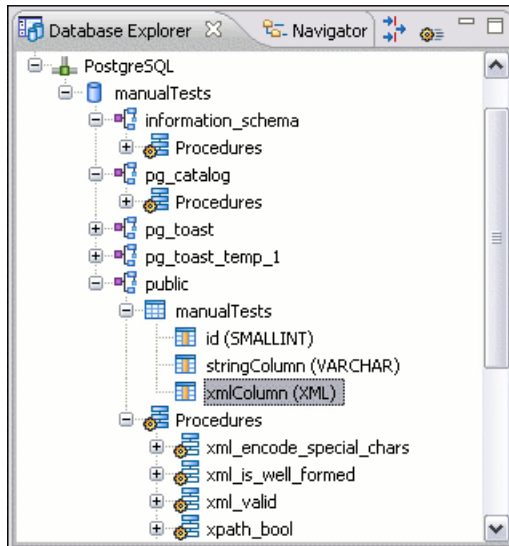 Database Explorer Navigator
PostgreSQL
manualTests
information_schema
Procedures
pg_catalog
Procedures
pg_toast
pg_toast_temp_1
public
manualTests
id (SMALLINT)
stringColumn (VARCHAR)
xmlColumn (XML)
Procedures
xml_encode_special_chars
xml_is_well_formed
xml_valid
xpath_bool